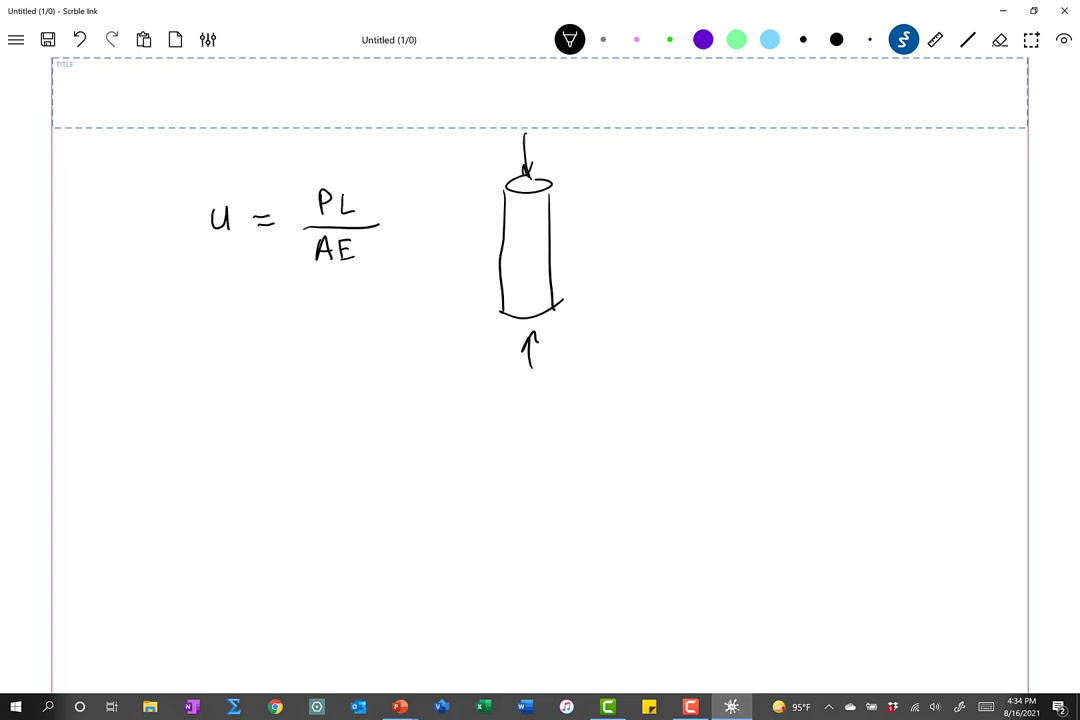 Untitled (1/0) - Scrble Ink
Untitled (1/0)
TITLE
u = PL
AE
95°F
4:34 PM
8/16/2021